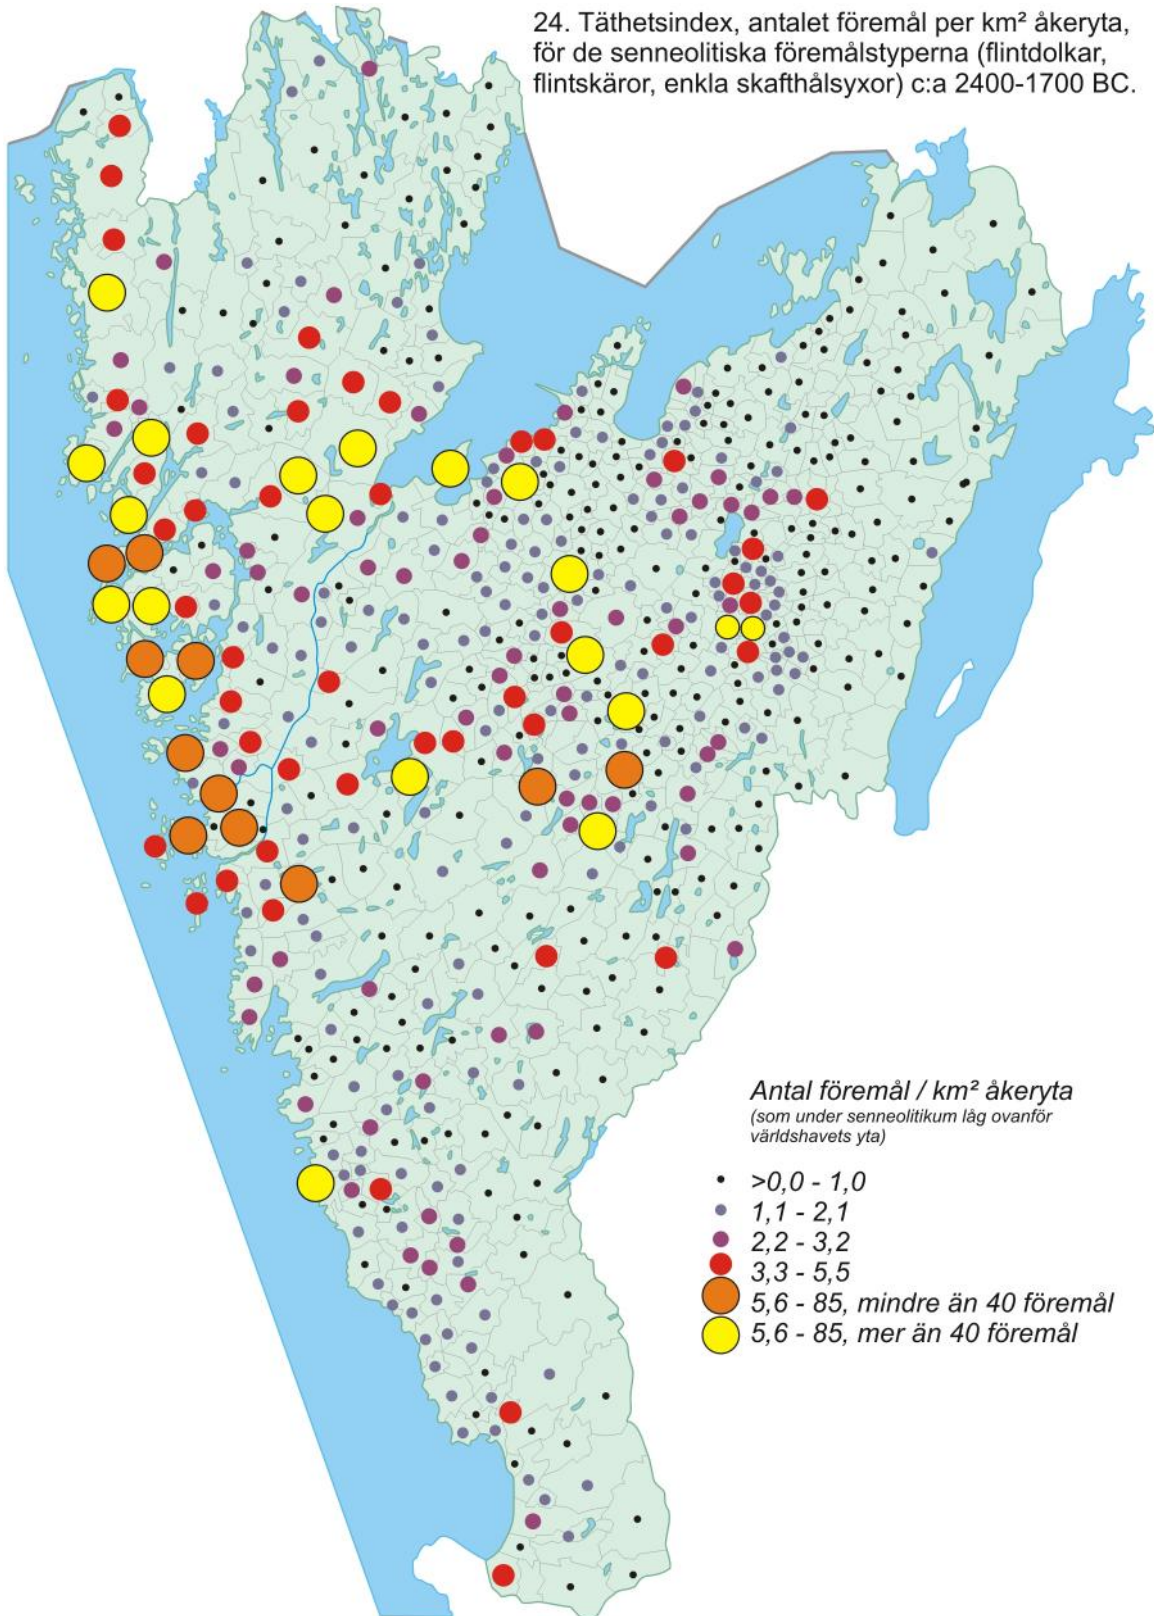 24. Täthetsindex, antalet föremål per km² åkeryta,
för de senneolitiska föremålstyperna (flintdolkar,
flintskäror, enkla skafthålsyxor) c:a 2400-1700 BC.
Antal föremål / km² åkeryta
(som under senneolitikum låg ovanför
världshavets yta)
>0,0 - 1,0
1,1 - 2,1
2,2 - 3,2
3,3 - 5,5
5,6 - 85, mindre än 40 föremål
5,6 - 85, mer än 40 föremål